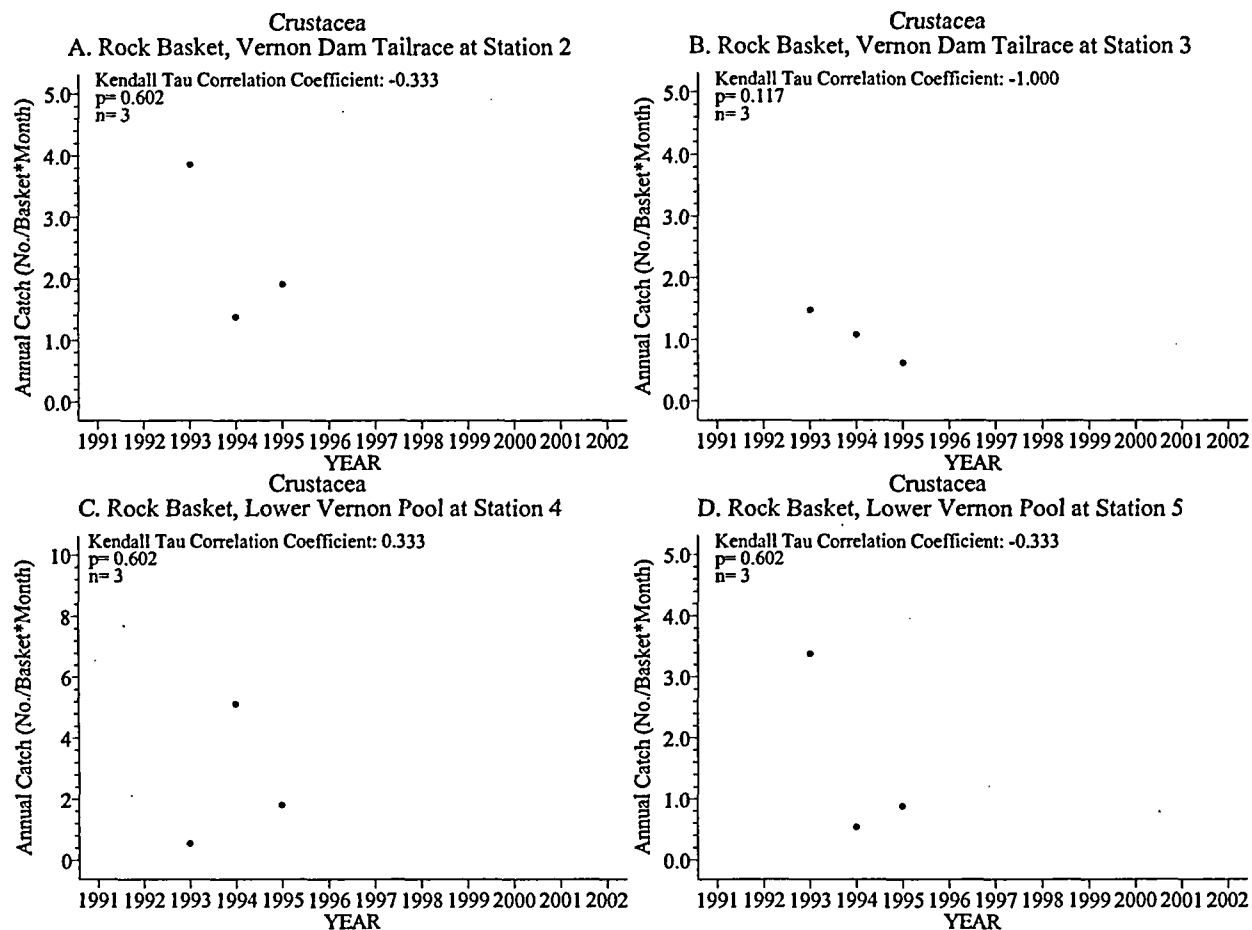 Crustacea
A. Rock Basket, Vernon Dam Tailrace at Station 2
Kendall Tau Correlation Coefficient: -0.333
p= 0.602
n= 3
Annual Catch (No./Basket*Month)
5.0
4.0
3.0
2.0
1.0
0.0
1991 1992 1993 1994 1995 1996 1997 1998 1999 2000 2001 2002
YEAR
Crustacea
B. Rock Basket, Vernon Dam Tailrace at Station 3
Kendall Tau Correlation Coefficient: -1.000
p= 0.117
n= 3
Annual Catch (No./Basket*Month)
5.0
4.0
3.0
2.0
1.0
0.0
1991 1992 1993 1994 1995 1996 1997 1998 1999 2000 2001 2002
YEAR
Crustacea
C. Rock Basket, Lower Vernon Pool at Station 4
Kendall Tau Correlation Coefficient: 0.333
p= 0.602
n= 3
Annual Catch (No./Basket*Month)
10
8
6
4
2
0
1991 1992 1993 1994 1995 1996 1997 1998 1999 2000 2001 2002
YEAR
Crustacea
D. Rock Basket, Lower Vernon Pool at Station 5
Kendall Tau Correlation Coefficient: -0.333
p= 0.602
n= 3
Annual Catch (No./Basket*Month)
5.0
4.0
3.0
2.0
1.0
0.0
1991 1992 1993 1994 1995 1996 1997 1998 1999 2000 2001 2002
YEAR